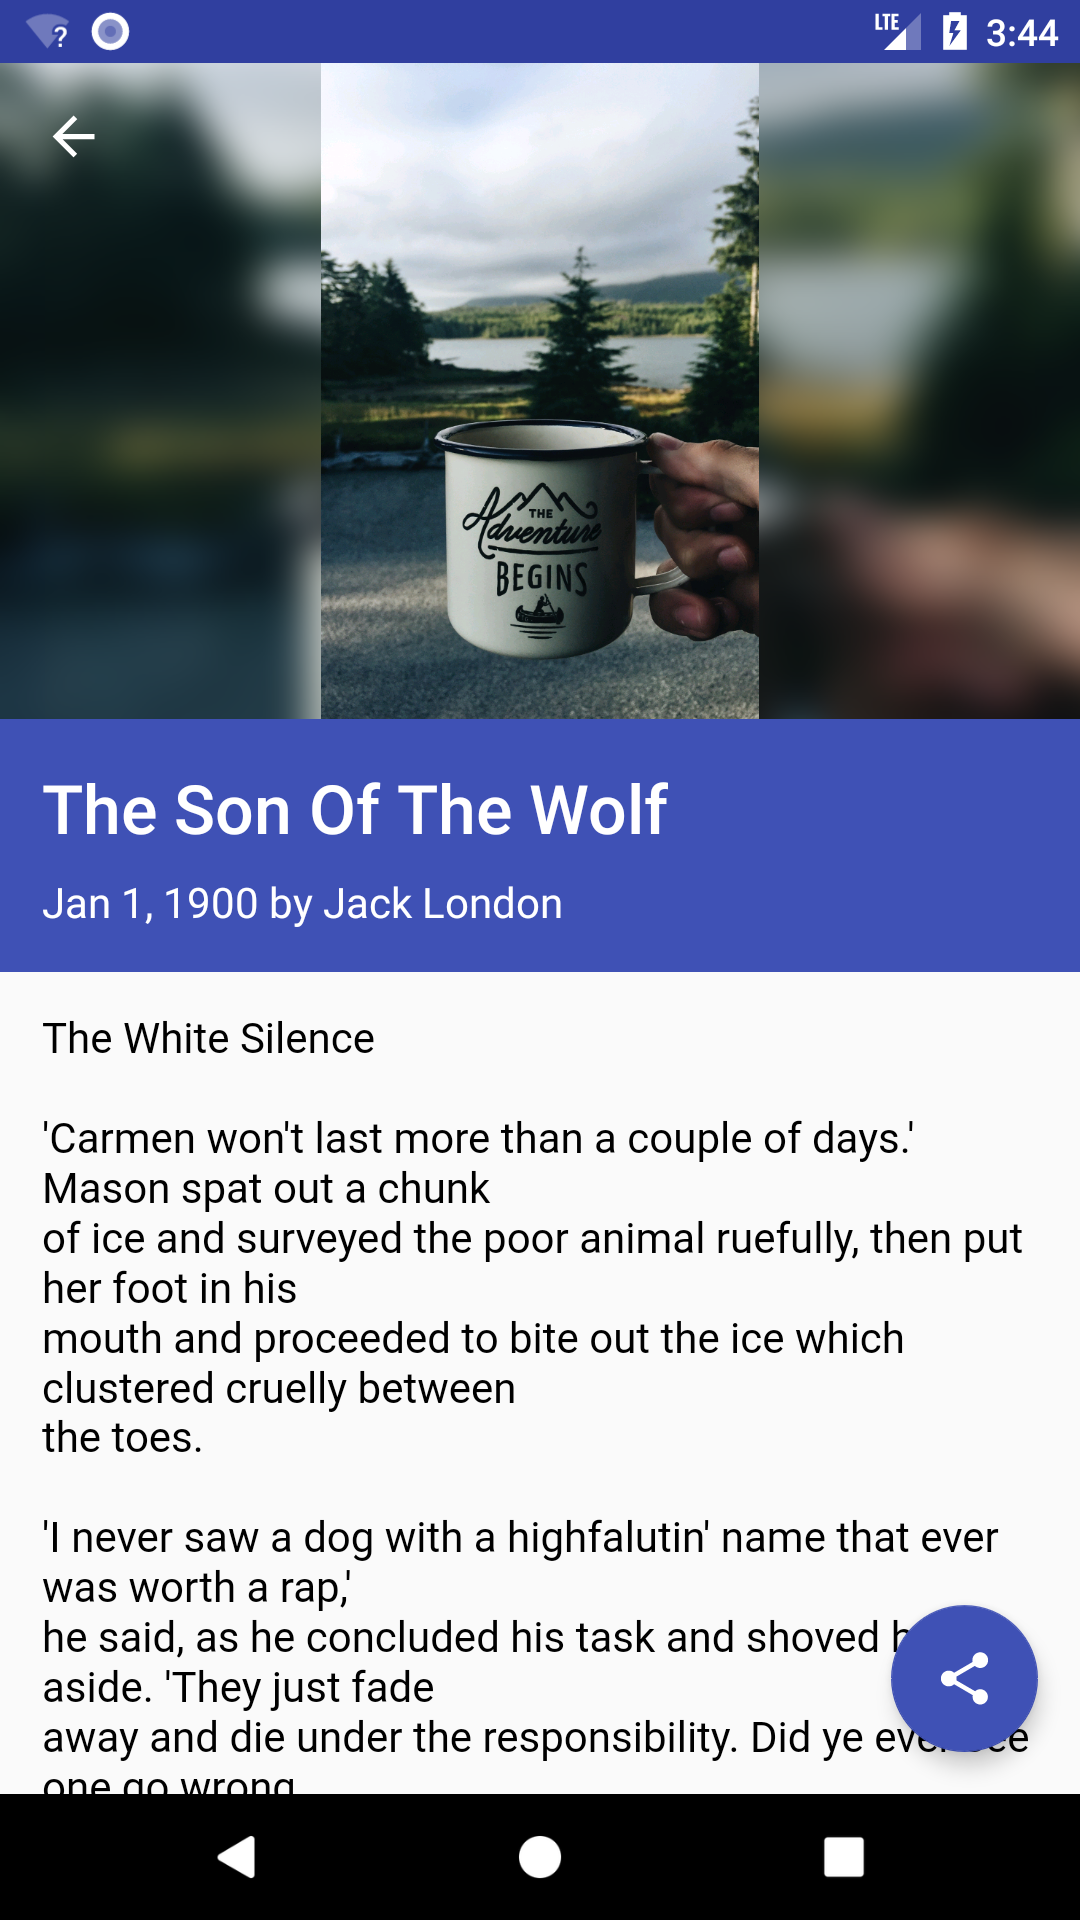 LTE 3:44
THE
Adventure
BEGINS
The Son Of The Wolf
Jan 1, 1900 by Jack London
The White Silence
'Carmen won't last more than a couple of days.'
Mason spat out a chunk
of ice and surveyed the poor animal ruefully, then put
her foot in his
mouth and proceeded to bite out the ice which
clustered cruelly between
the toes.
'I never saw a dog with a highfalutin' name that ever
was worth a rap,'
he said, as he concluded his task and shoved
aside. 'They just fade
away and die under the responsibility. Did ye
one go wrong